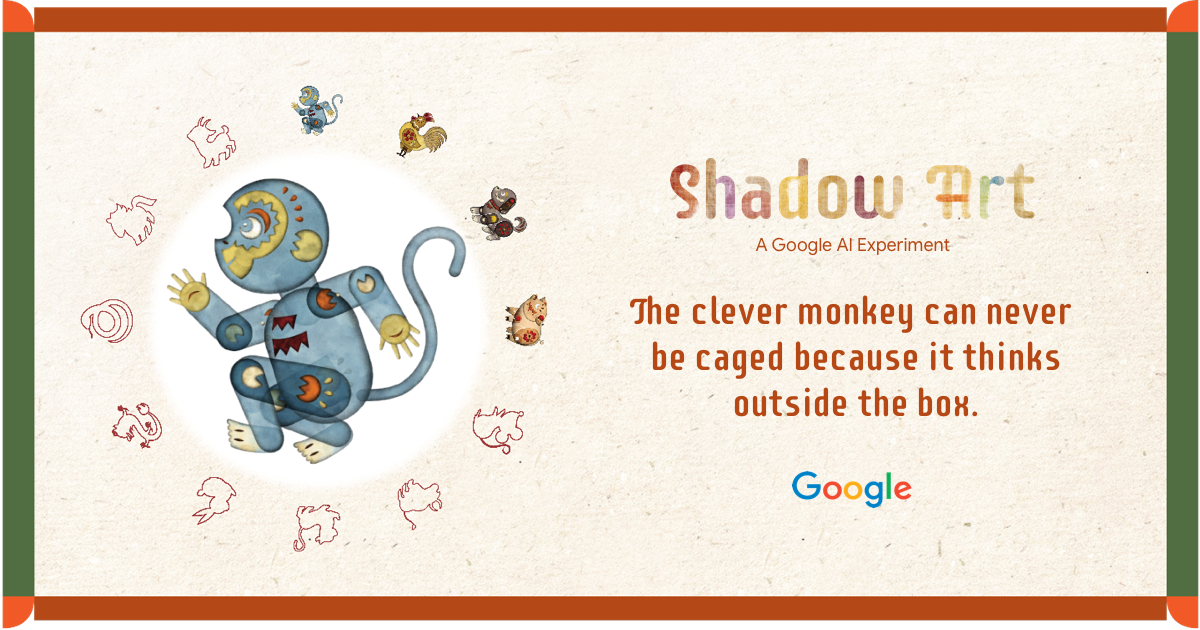 Shadow Art
A Google AI Experiment
The clever monkey can never
be caged because it thinks
outside the box.
Google